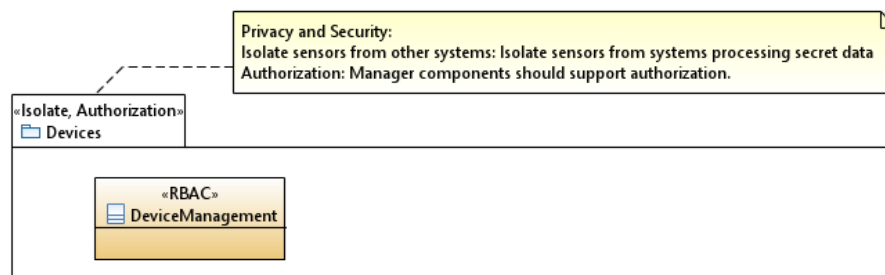 Privacy and Security:
Isolate sensors from other systems: Isolate sensors from systems processing secret data
Authorization: Manager components should support authorization.
«Isolate, Authorization»
Devices
«RBAC»
DeviceManagement